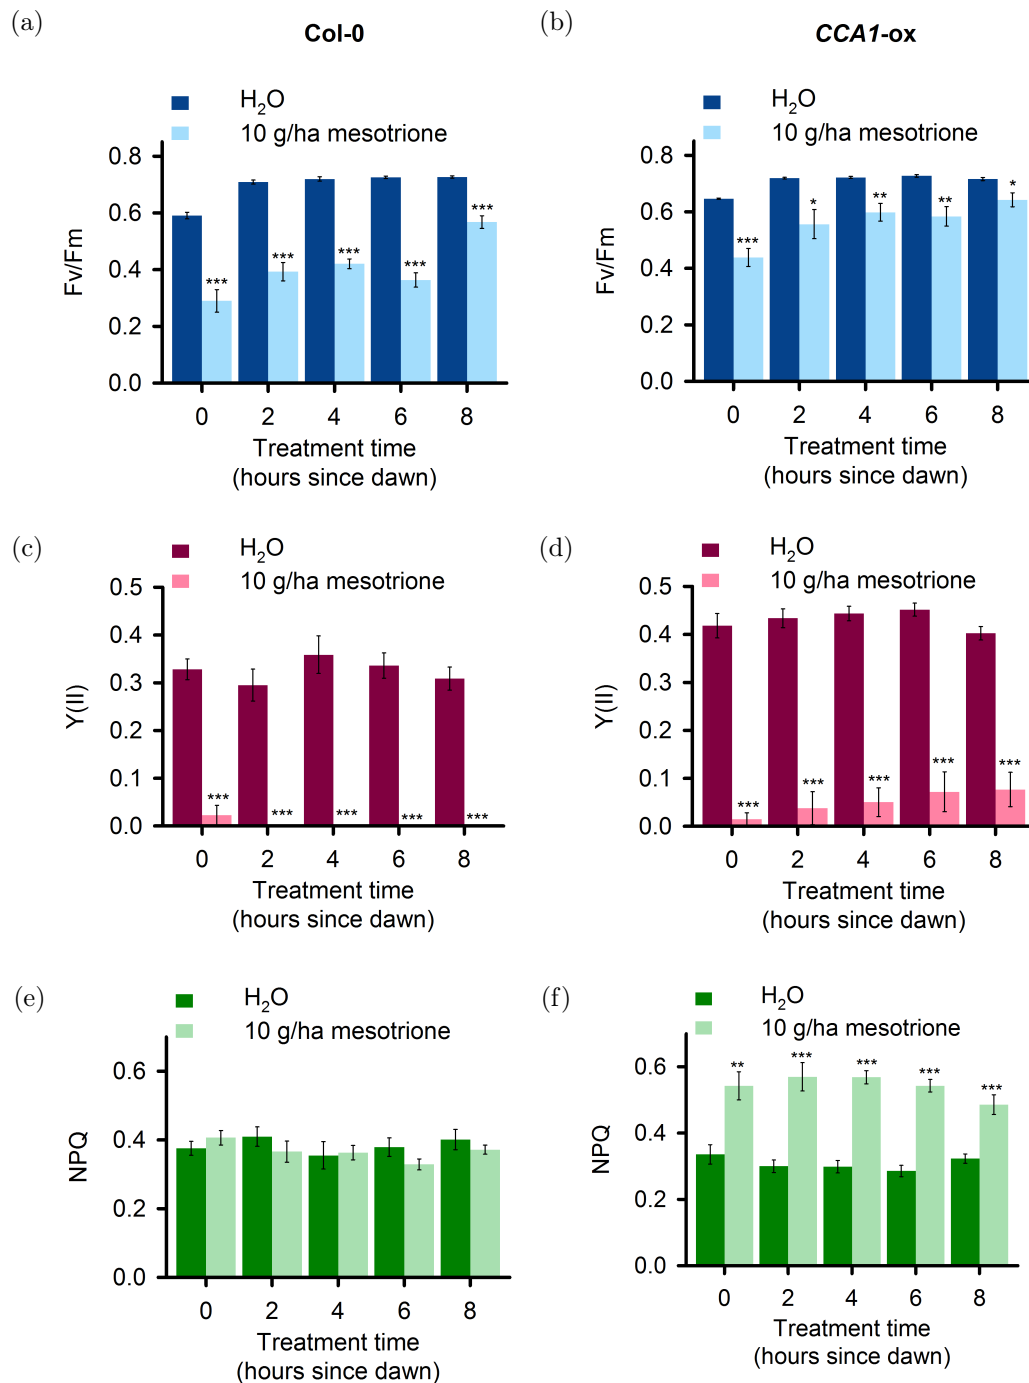 (a)
Col-0
H₂O
10 g/ha mesotrione
0.8
0.6
0.4
0.2
0.0
Fv/Fm
***
***
***
***
***
0 2 4 6 8
Treatment time
(hours since dawn)
(b)
CCA1-ox
H₂O
10 g/ha mesotrione
0.8
0.6
0.4
0.2
0.0
Fv/Fm
***
*
**
**
*
0 2 4 6 8
Treatment time
(hours since dawn)
(c)
H₂O
10 g/ha mesotrione
0.5
0.4
0.3
0.2
0.1
0.0
Y(II)
***
***
***
***
***
0 2 4 6 8
Treatment time
(hours since dawn)
(d)
H₂O
10 g/ha mesotrione
0.5
0.4
0.3
0.2
0.1
0.0
Y(II)
***
***
***
***
***
0 2 4 6 8
Treatment time
(hours since dawn)
(e)
H₂O
10 g/ha mesotrione
0.6
0.4
0.2
0.0
NPQ
0 2 4 6 8
Treatment time
(hours since dawn)
(f)
H₂O
10 g/ha mesotrione
0.6
0.4
0.2
0.0
NPQ
**
***
***
***
***
0 2 4 6 8
Treatment time
(hours since dawn)